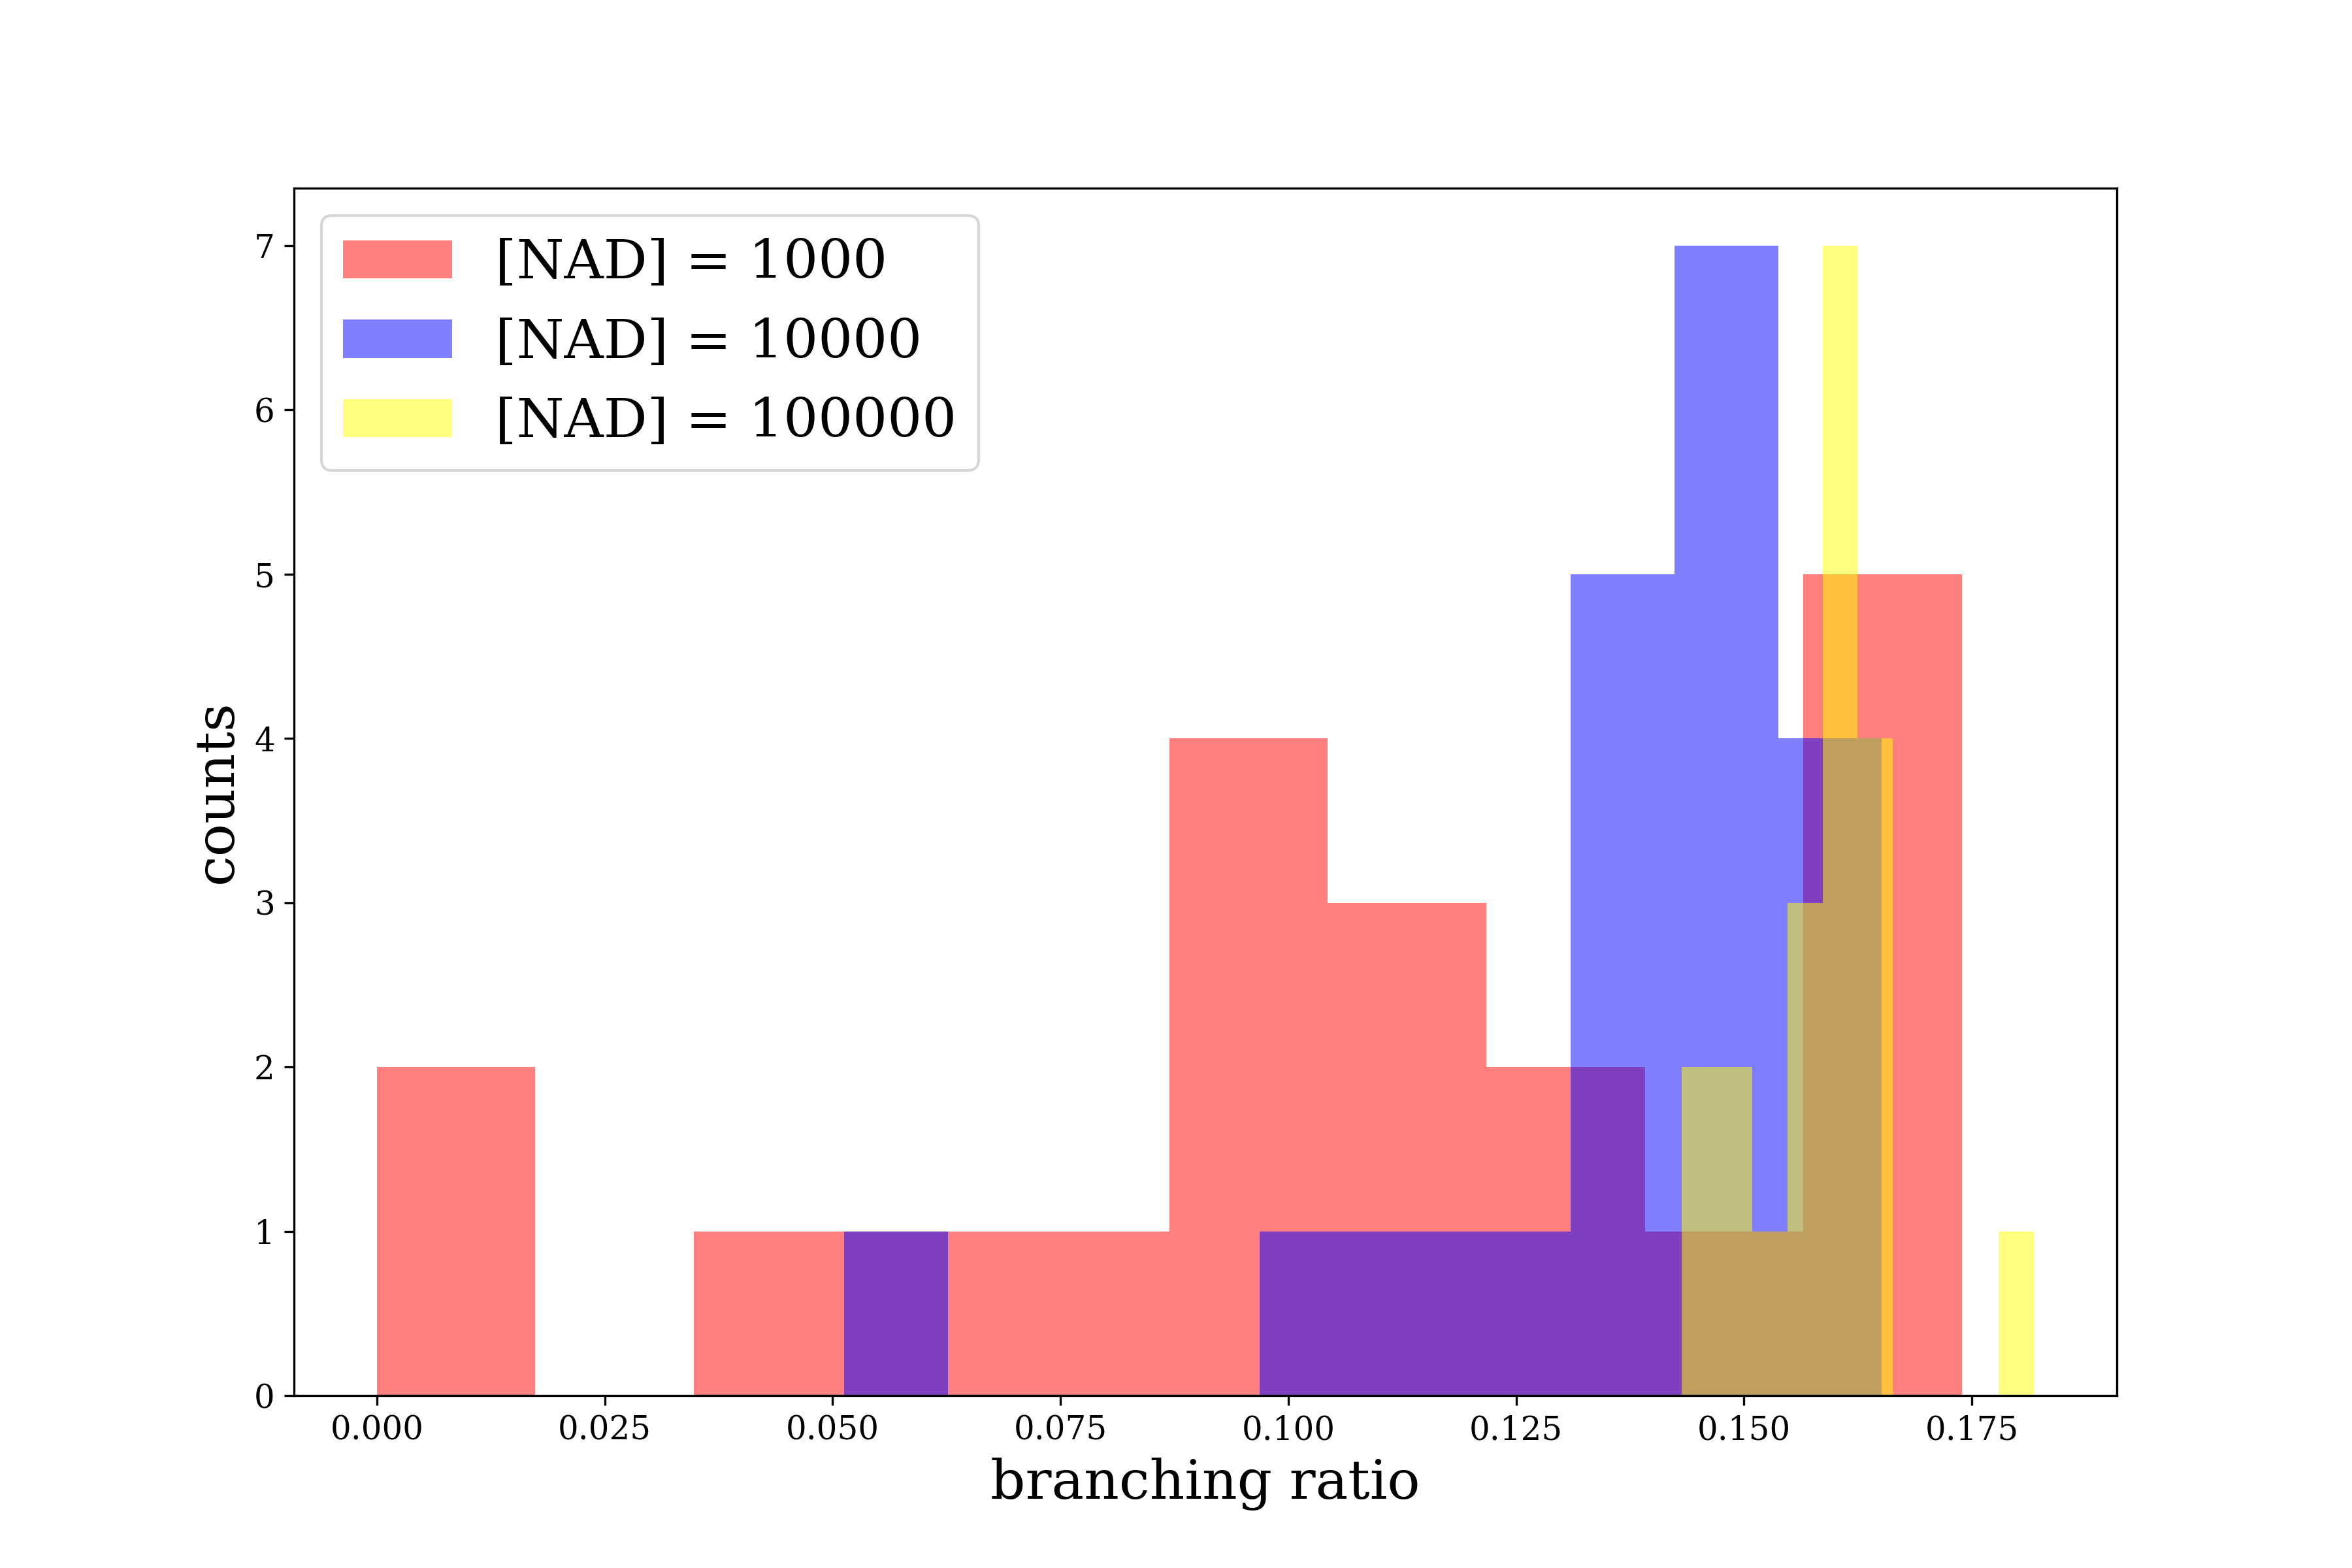 [NAD] = 1000
[NAD] = 10000
[NAD] = 100000
7
6
5
4
3
2
1
0
counts
0.000 0.025 0.050 0.075 0.100 0.125 0.150 0.175
branching ratio